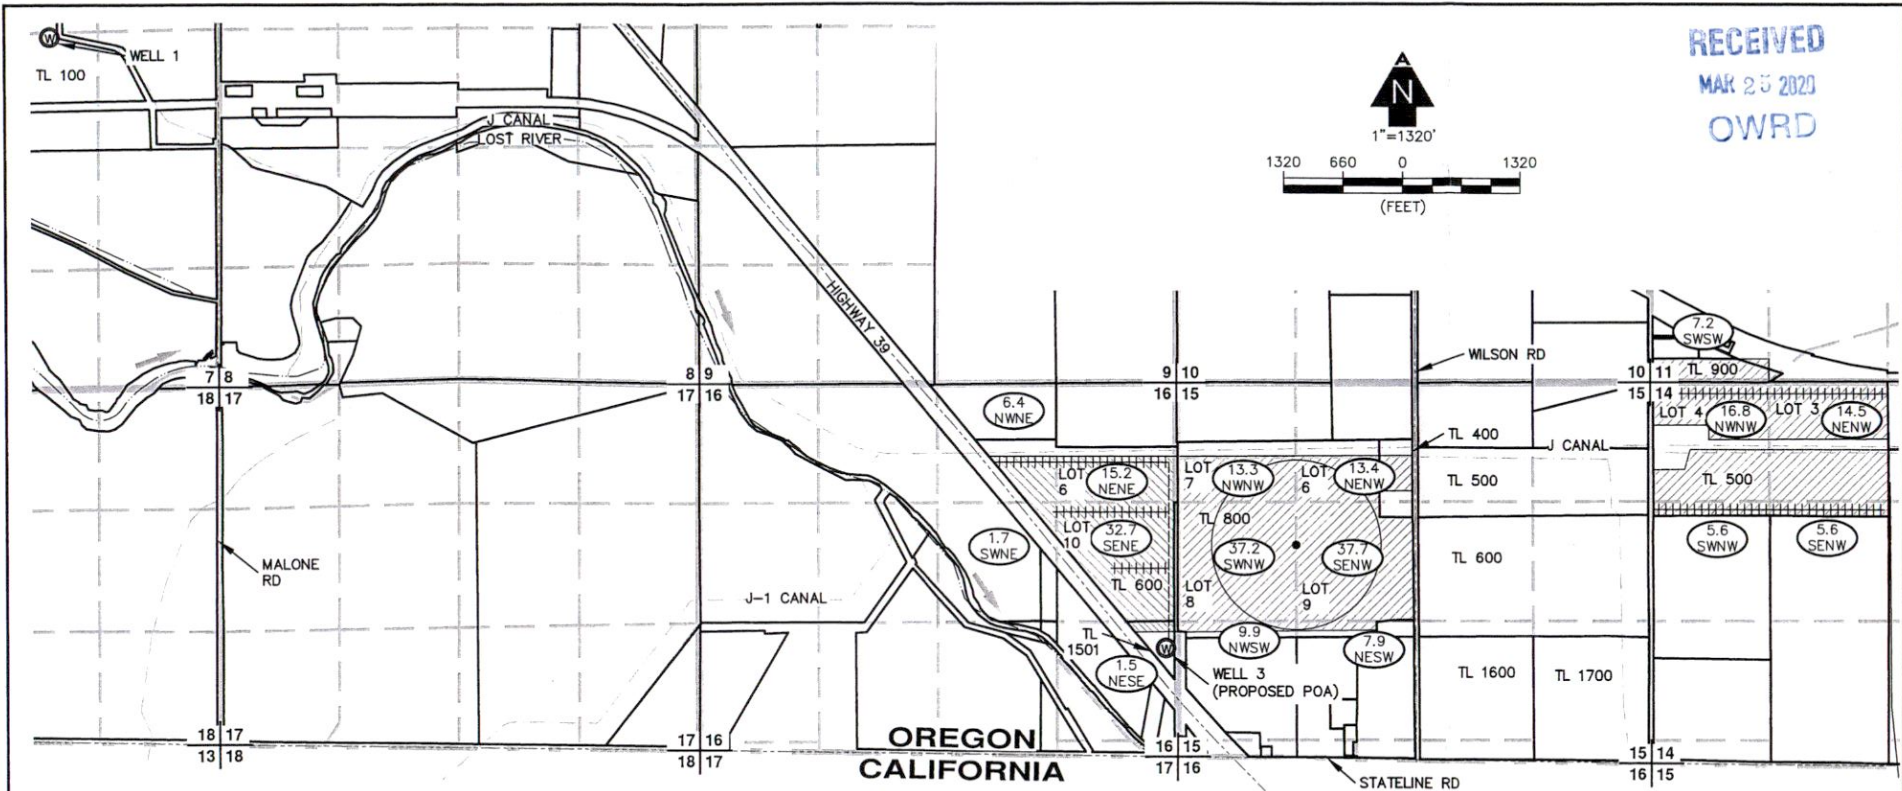 RECEIVED
MAR 25 2020
OWRD
W
WELL 1
TL 100
A
N
1"=1320'
1320 660 0 1320
(FEET)
J CANAL
LOST RIVER
HIGHWAY 39
7 8
18 17
8 9
17 16
9 10
16 15
10 11
15 14
WILSON RD
7.2
SWSW
TL 900
6.4
NWNE
TL 400
J CANAL
LOT 4
16.8
NWNW
LOT 3
14.5
NENW
LOT
6
15.2
NENE
LOT
7
13.3
NWNW
LOT
6
13.4
NENW
TL 500
TL 500
LOT
10
32.7
SENE
TL 800
1.7
SWNE
37.2
SWNW
37.7
SENW
TL 600
5.6
SWNW
5.6
SENW
MALONE
RD
TL 600
LOT
8
LOT
9
J-1 CANAL
TL
1501
W
9.9
NWSW
7.9
NESW
1.5
NESE
WELL 3
(PROPOSED POA)
TL 1600
TL 1700
18 17
13 18
17 16
18 17
OREGON
CALIFORNIA
16 15
17 16
15 14
16 15
STATELINE RD